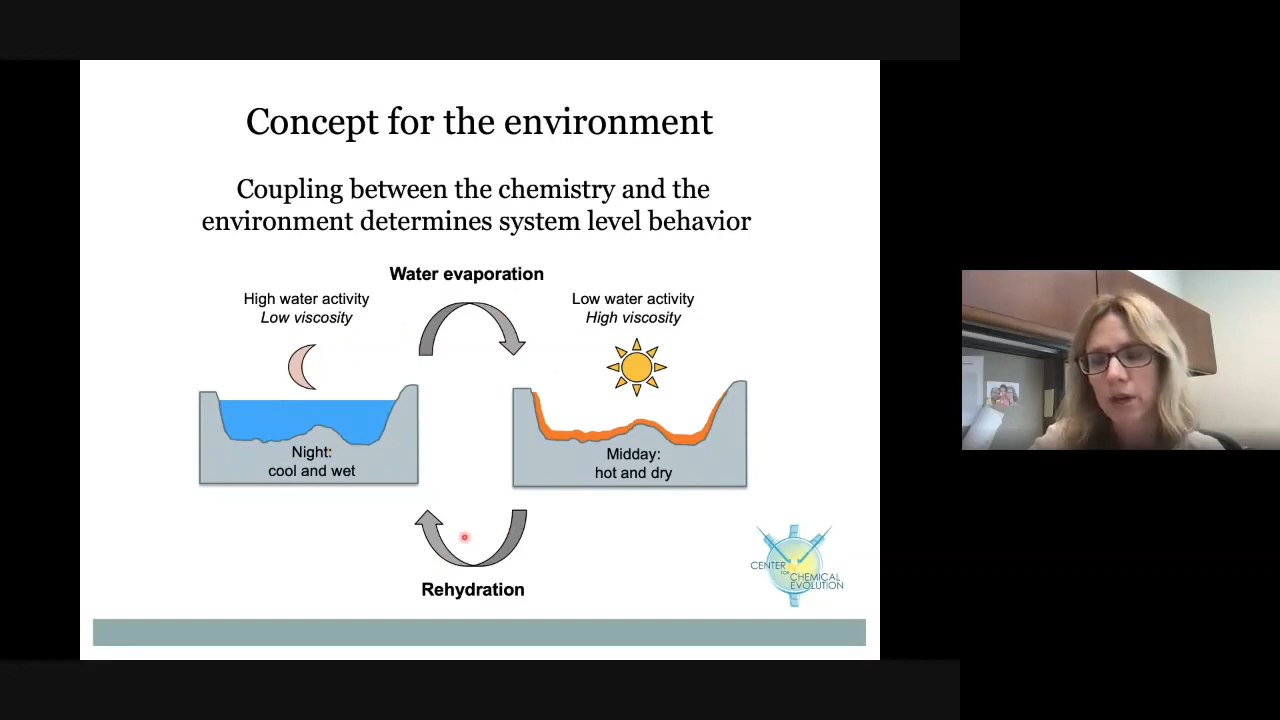 Concept for the environment
Coupling between the chemistry and the
environment determines system level behavior
Water evaporation
High water activity
Low viscosity
Low water activity
High viscosity
Night:
cool and wet
Midday:
hot and dry
Rehydration
CENTER
FOR
CHEMICAL
EVOLUTION